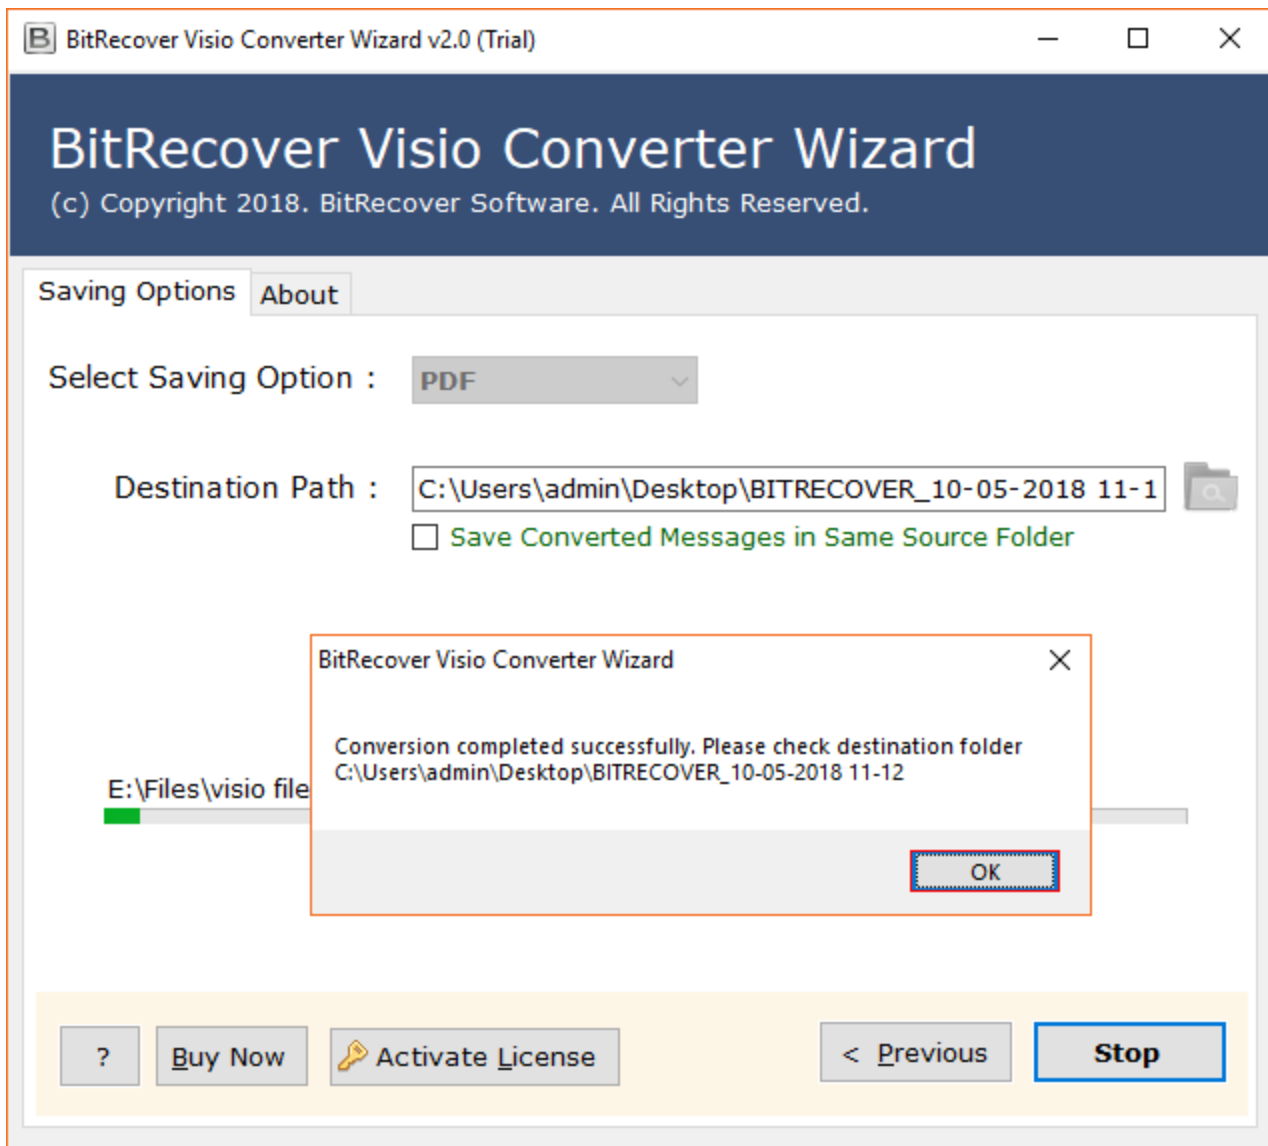 BitRecover Visio Converter Wizard v2.0 (Trial)
BitRecover Visio Converter Wizard
(c) Copyright 2018. BitRecover Software. All Rights Reserved.
Saving Options
About
Select Saving Option :
PDF
Destination Path :
C:\Users\admin\Desktop\BITRECOVER_10-05-2018 11-1
Save Converted Messages in Same Source Folder
BitRecover Visio Converter Wizard
Conversion completed successfully. Please check destination folder
C:\Users\admin\Desktop\BITRECOVER_10-05-2018 11-12
E:\Files\visio file
OK
?
Buy Now
Activate License
< Previous
Stop